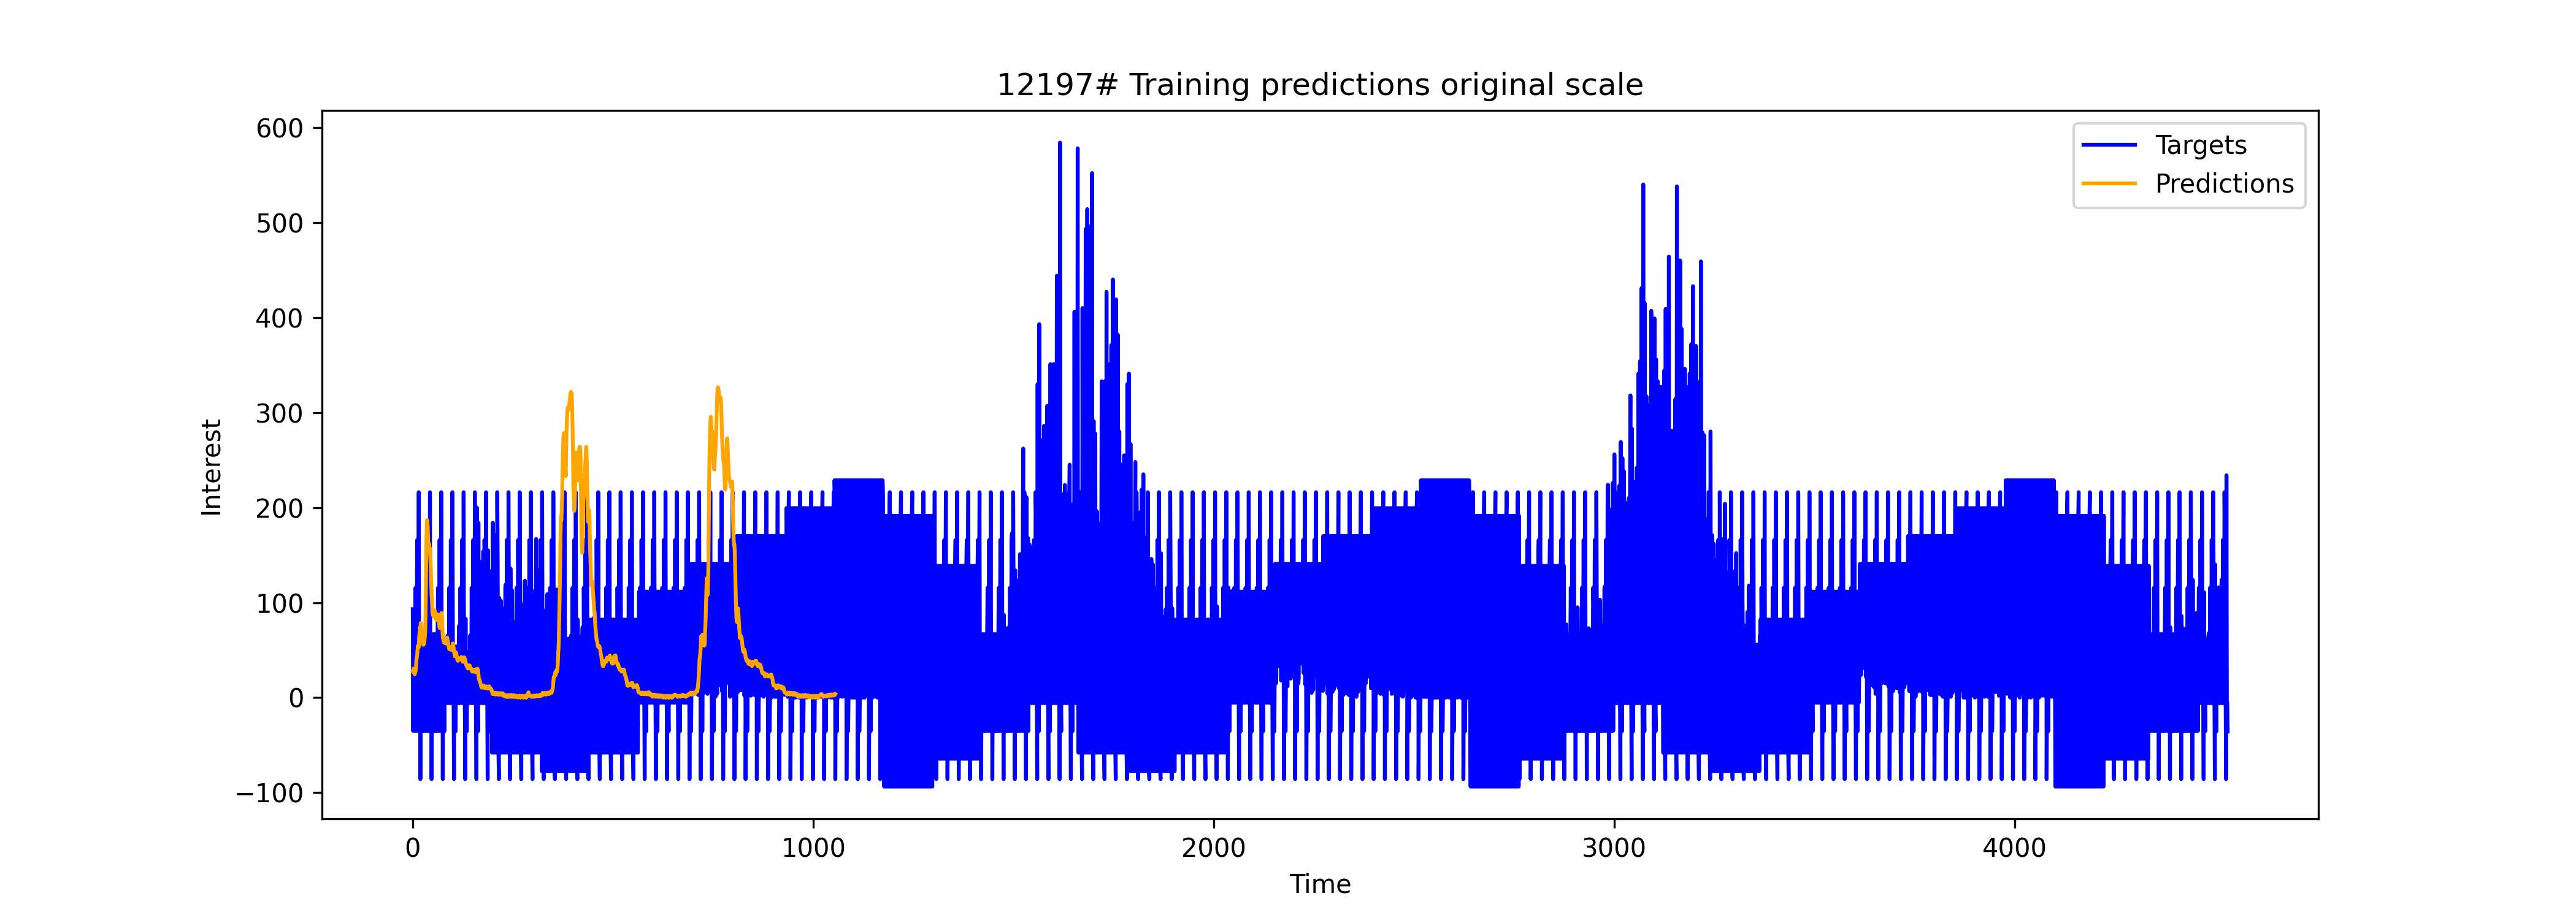 12197# Training predictions original scale
Targets
Predictions
600
500
400
300
200
100
0
−100
Interest
0
1000
2000
3000
4000
Time